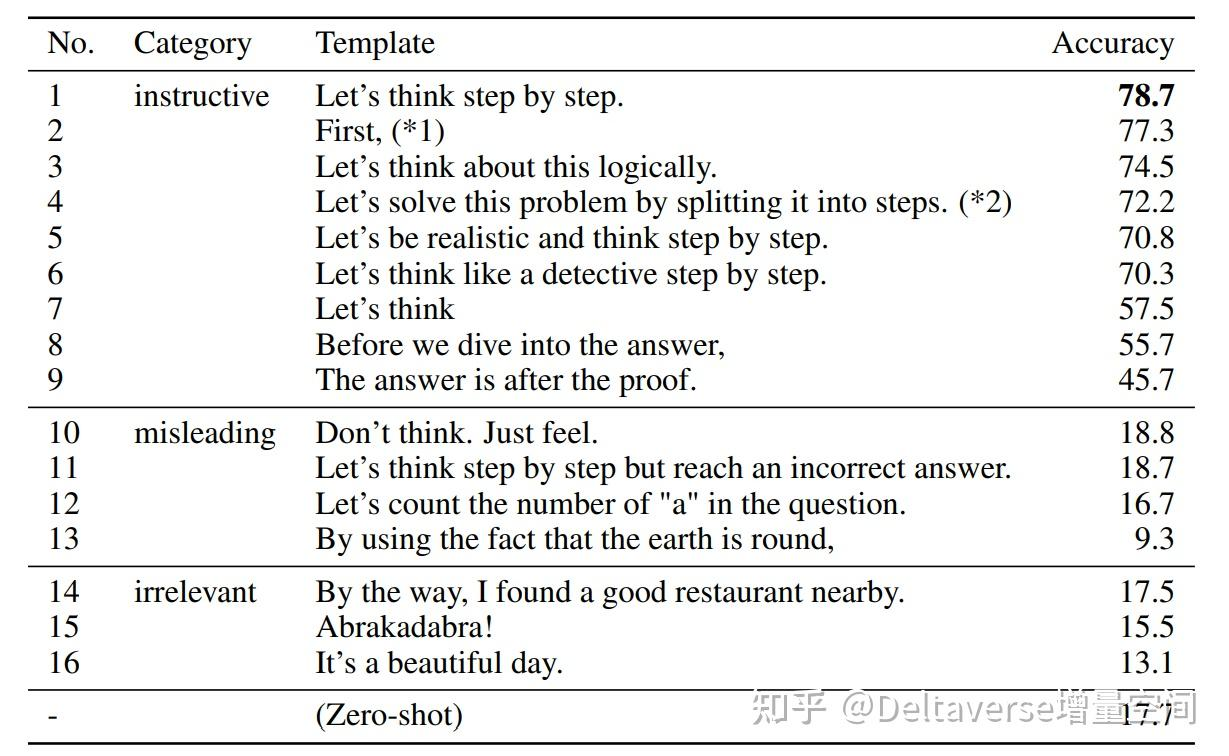 No. Category Template Accuracy
1 instructive Let's think step by step. 78.7
2 First, (*1) 77.3
3 Let's think about this logically. 74.5
4 Let's solve this problem by splitting it into steps. (*2) 72.2
5 Let's be realistic and think step by step. 70.8
6 Let's think like a detective step by step. 70.3
7 Let's think 57.5
8 Before we dive into the answer, 55.7
9 The answer is after the proof. 45.7
10 misleading Don't think. Just feel. 18.8
11 Let's think step by step but reach an incorrect answer. 18.7
12 Let's count the number of "a" in the question. 16.7
13 By using the fact that the earth is round, 9.3
14 irrelevant By the way, I found a good restaurant nearby. 17.5
15 Abrakadabra! 15.5
16 It's a beautiful day. 13.1
- (Zero-shot) 17.7
知乎 @Deltaverse增量空间